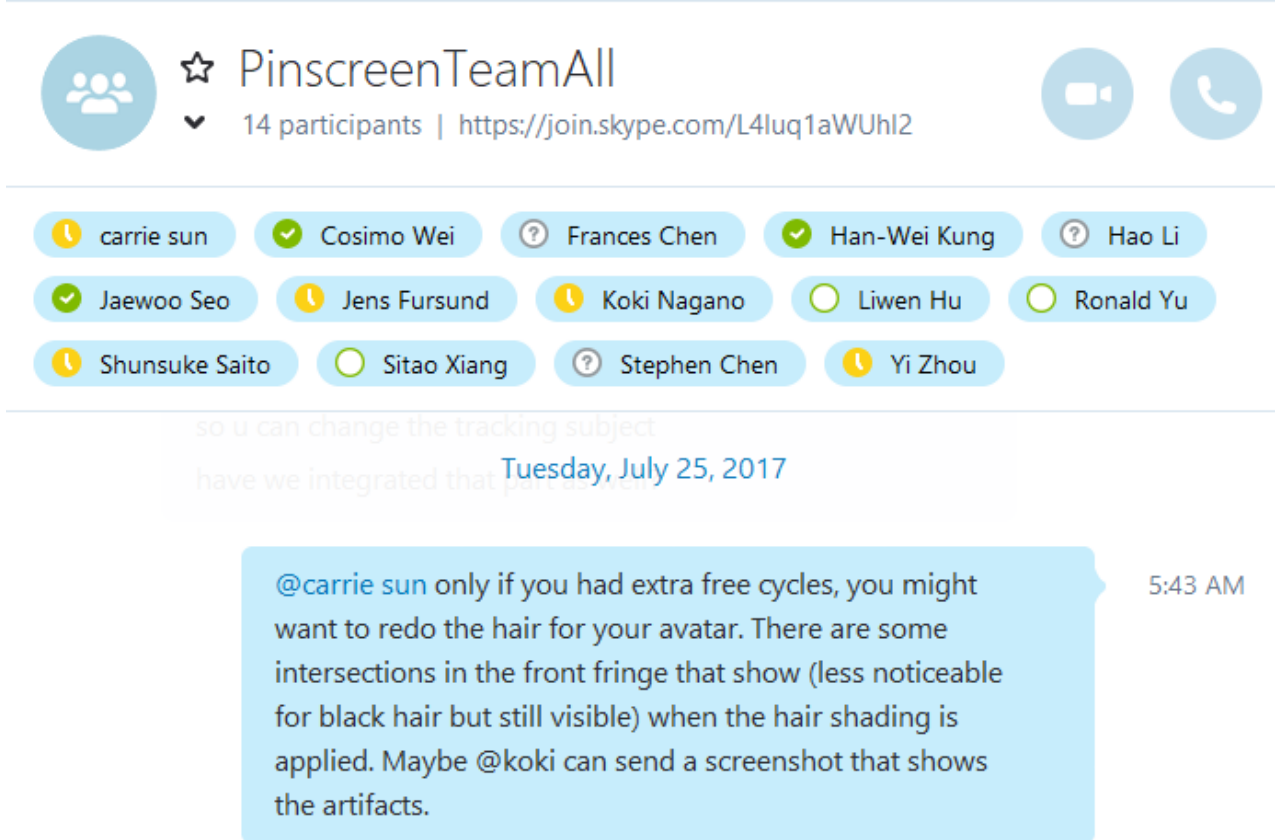 PinscreenTeamAll
14 participants | https://join.skype.com/L4luq1aWUhl2
carrie sun Cosimo Wei Frances Chen Han-Wei Kung Hao Li
Jaewoo Seo Jens Fursund Koki Nagano Liwen Hu Ronald Yu
Shunsuke Saito Sitao Xiang Stephen Chen Yi Zhou
so u can change the tracking subject
have we integrated that part as well
Tuesday, July 25, 2017
@carrie sun only if you had extra free cycles, you might
5:43 AM
want to redo the hair for your avatar. There are some
intersections in the front fringe that show (less noticeable
for black hair but still visible) when the hair shading is
applied. Maybe @koki can send a screenshot that shows
the artifacts.